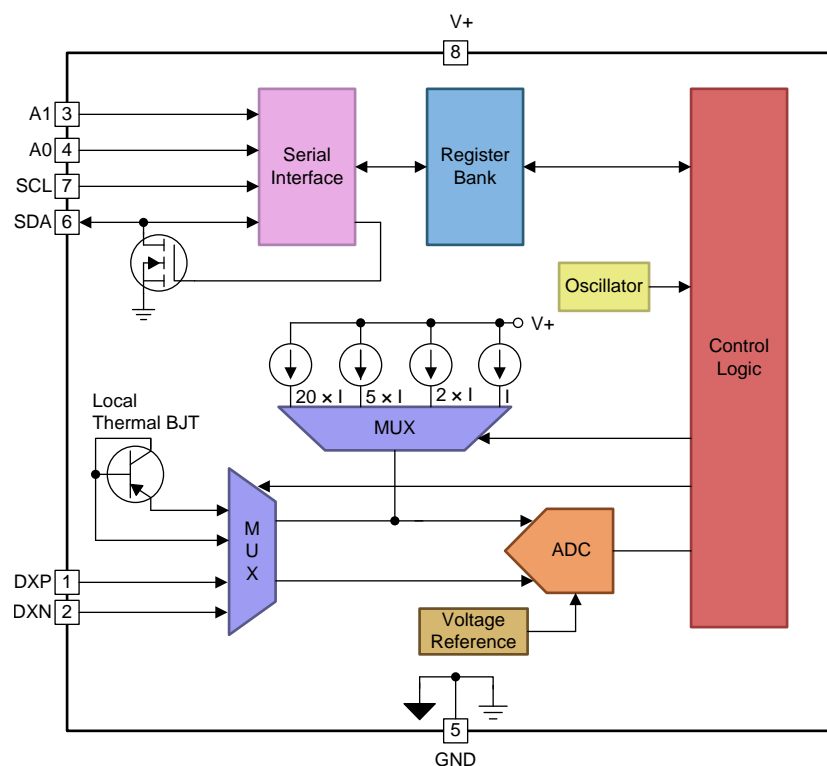 V+
8
A1 3
A0 4
SCL 7
SDA 6
Serial
Interface
Register
Bank
Oscillator
Control
Logic
V+
20 × I
5 × I
2 × I
I
MUX
Local
Thermal BJT
M
U
X
ADC
DXP 1
DXN 2
Voltage
Reference
5
GND